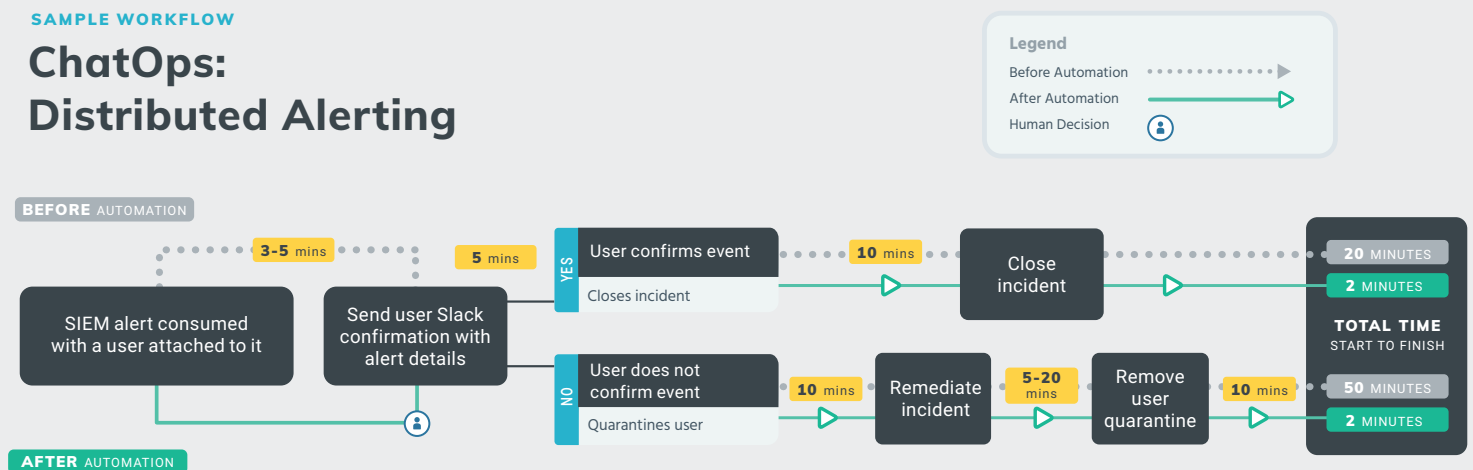 SAMPLE WORKFLOW
ChatOps:
Distributed Alerting
Legend
Before Automation
After Automation
Human Decision
BEFORE AUTOMATION
3-5 mins
SIEM alert consumed
with a user attached to it
Send user Slack
confirmation with
alert details
5 mins
YES
User confirms event
Closes incident
10 mins
Close
incident
20 MINUTES
2 MINUTES
TOTAL TIME
START TO FINISH
NO
User does not
confirm event
Quarantines user
10 mins
Remediate
incident
5-20
mins
Remove
user
quarantine
10 mins
50 MINUTES
2 MINUTES
AFTER AUTOMATION